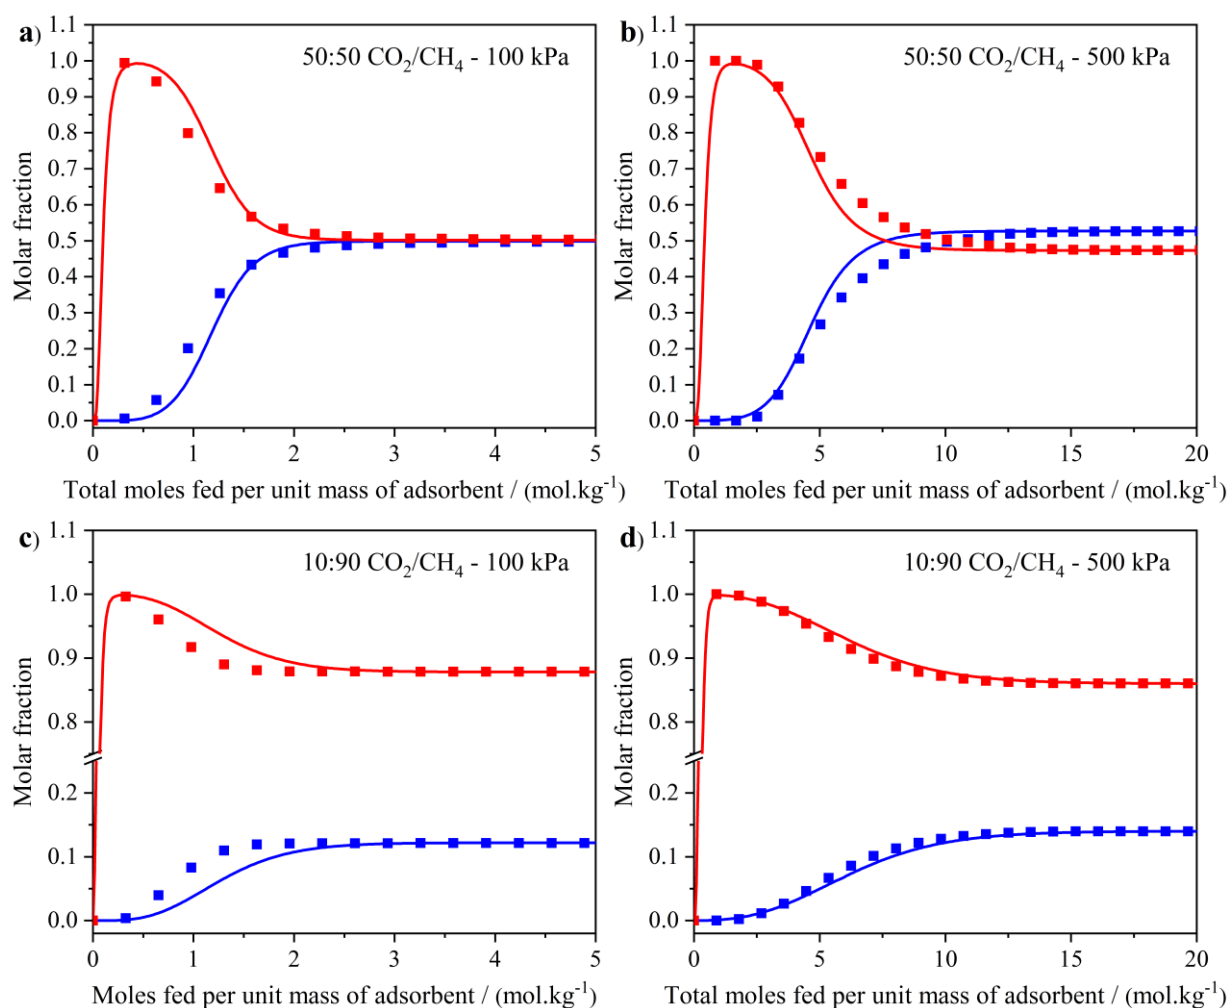 a)
50:50 CO₂/CH₄ - 100 kPa
Molar fraction
1.1
1.0
0.9
0.8
0.7
0.6
0.5
0.4
0.3
0.2
0.1
0.0
0 1 2 3 4 5
Total moles fed per unit mass of adsorbent / (mol.kg⁻¹)
b)
50:50 CO₂/CH₄ - 500 kPa
Molar fraction
1.1
1.0
0.9
0.8
0.7
0.6
0.5
0.4
0.3
0.2
0.1
0.0
0 5 10 15 20
Total moles fed per unit mass of adsorbent / (mol.kg⁻¹)
c)
10:90 CO₂/CH₄ - 100 kPa
Molar fraction
1.1
1.0
0.9
0.8
0.2
0.1
0.0
0 1 2 3 4 5
Moles fed per unit mass of adsorbent / (mol.kg⁻¹)
d)
10:90 CO₂/CH₄ - 500 kPa
Molar fraction
1.1
1.0
0.9
0.8
0.2
0.1
0.0
0 5 10 15 20
Total moles fed per unit mass of adsorbent / (mol.kg⁻¹)